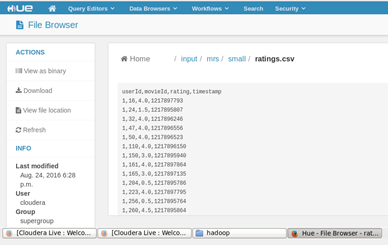 HUE Query Editors Data Browsers Workflows Search Security
File Browser
ACTIONS
View as binary
Download
View file location
Refresh
INFO
Last modified
Aug. 24, 2016 6:28
p.m.
User
cloudera
Group
supergroup
Home / input / mrs / small / ratings.csv
userId,movieId,rating,timestamp
1,16,4.0,1217897793
1,24,1.5,1217895807
1,32,4.0,1217896246
1,47,4.0,1217896556
1,50,4.0,1217896523
1,110,4.0,1217896150
1,150,3.0,1217895940
1,161,4.0,1217897864
1,165,3.0,1217897135
1,204,0.5,1217895786
1,223,4.0,1217897795
1,256,0.5,1217895764
1,260,4.5,1217895864
[Cloudera Live : Welco... [Cloudera Live : Welco... hadoop Hue - File Browser - rat...